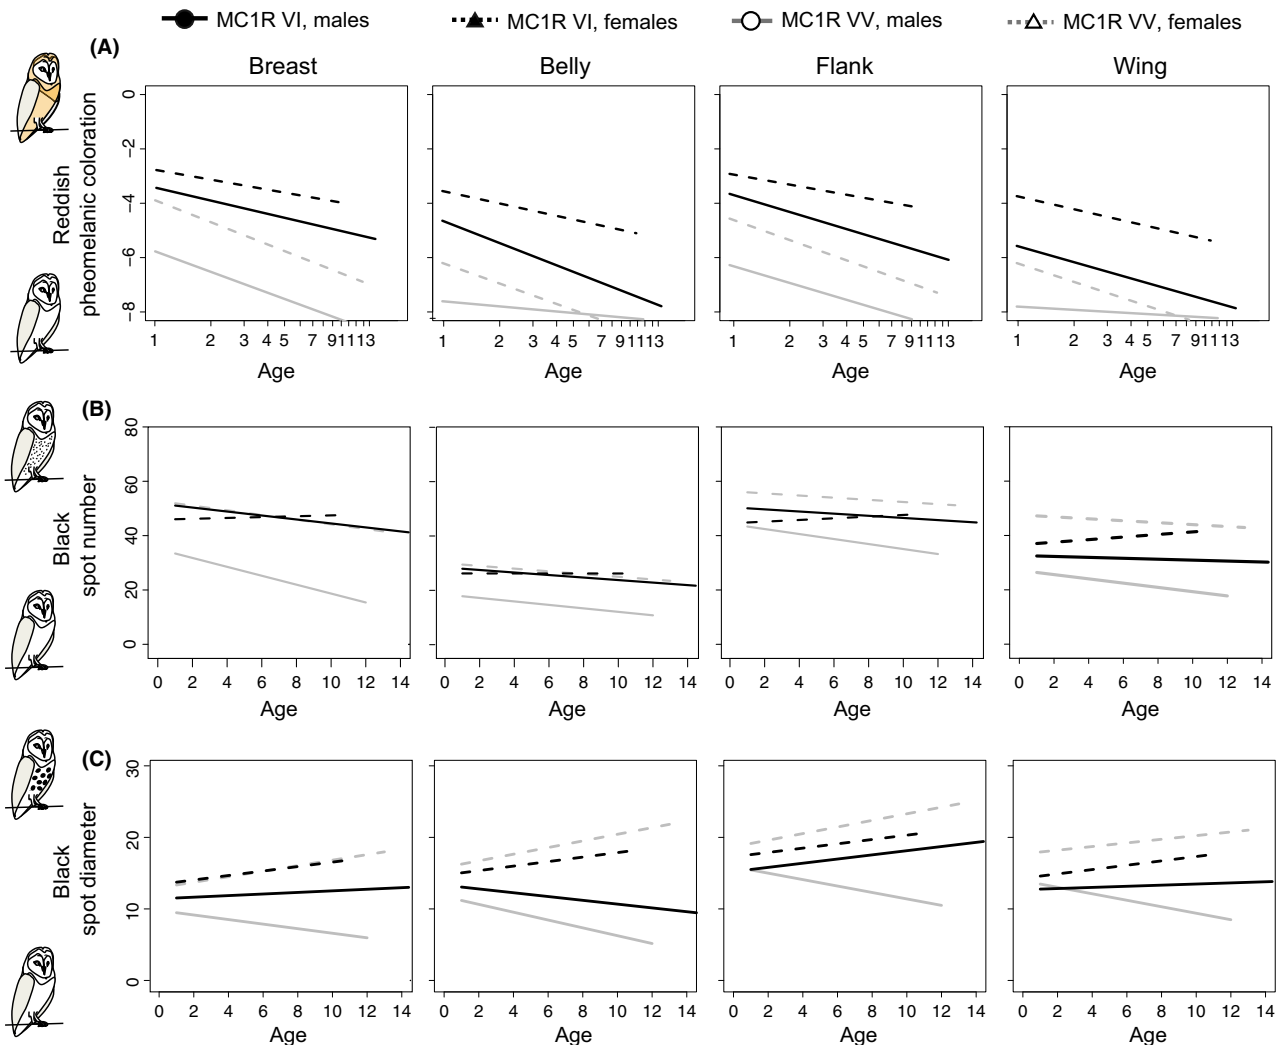 MC1R VI, males MC1R VI, females MC1R VV, males MC1R VV, females
(A)
Breast Belly Flank Wing
Reddish
pheomelanic coloration
0
-2
-4
-6
-8
1 2 3 4 5 7 9 11 13 1 2 3 4 5 7 9 11 13 1 2 3 4 5 7 9 11 13 1 2 3 4 5 7 9 11 13
Age Age Age Age
(B)
Black
spot number
80
60
40
20
0
0 2 4 6 8 10 12 14 0 2 4 6 8 10 12 14 0 2 4 6 8 10 12 14 0 2 4 6 8 10 12 14
Age Age Age Age
(C)
Black
spot diameter
30
20
10
0
0 2 4 6 8 10 12 14 0 2 4 6 8 10 12 14 0 2 4 6 8 10 12 14 0 2 4 6 8 10 12 14
Age Age Age Age